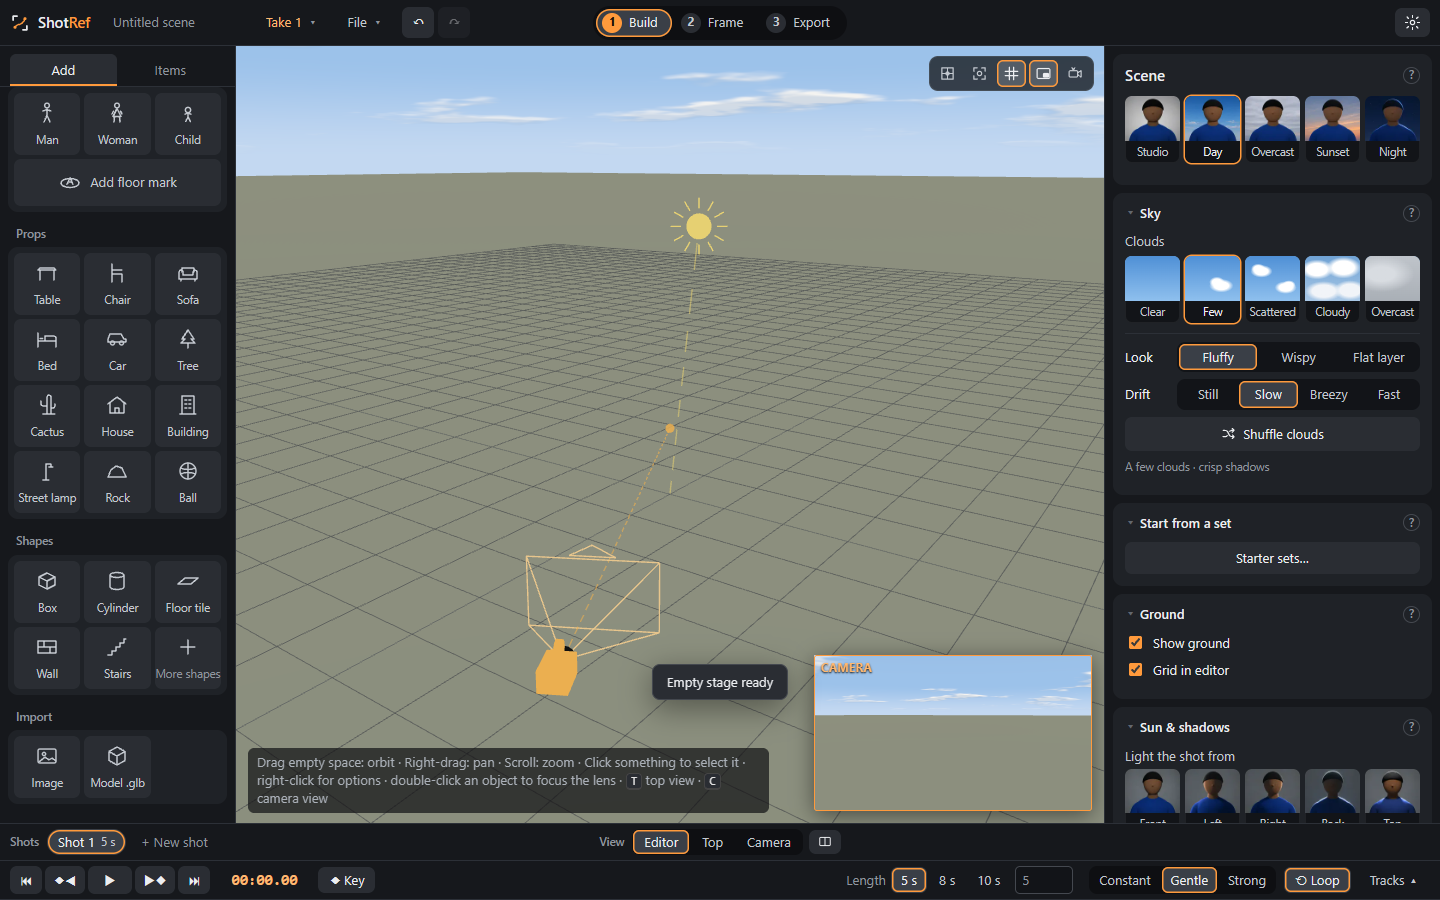 ShotRef
Untitled scene
Take 1
File
1 Build
2 Frame
3 Export
Add
Items
Man
Woman
Child
Add floor mark
Props
Table
Chair
Sofa
Bed
Car
Tree
Cactus
House
Building
Street lamp
Rock
Ball
Shapes
Box
Cylinder
Floor tile
Wall
Stairs
More shapes
Import
Image
Model .glb
CAMERA
Empty stage ready
Drag empty space: orbit · Right-drag: pan · Scroll: zoom · Click something to select it ·
right-click for options · double-click an object to focus the lens · T top view · C
camera view
Scene
?
Studio
Day
Overcast
Sunset
Night
Sky
?
Clouds
Clear
Few
Scattered
Cloudy
Overcast
Look
Fluffy
Wispy
Flat layer
Drift
Still
Slow
Breezy
Fast
Shuffle clouds
A few clouds · crisp shadows
Start from a set
?
Starter sets...
Ground
?
Show ground
Grid in editor
Sun & shadows
?
Light the shot from
Front
Left
Right
Back
Top
Shots
Shot 1 5 s
+ New shot
View
Editor
Top
Camera
00:00.00
Key
Length
5 s
8 s
10 s
5
Constant
Gentle
Strong
Loop
Tracks